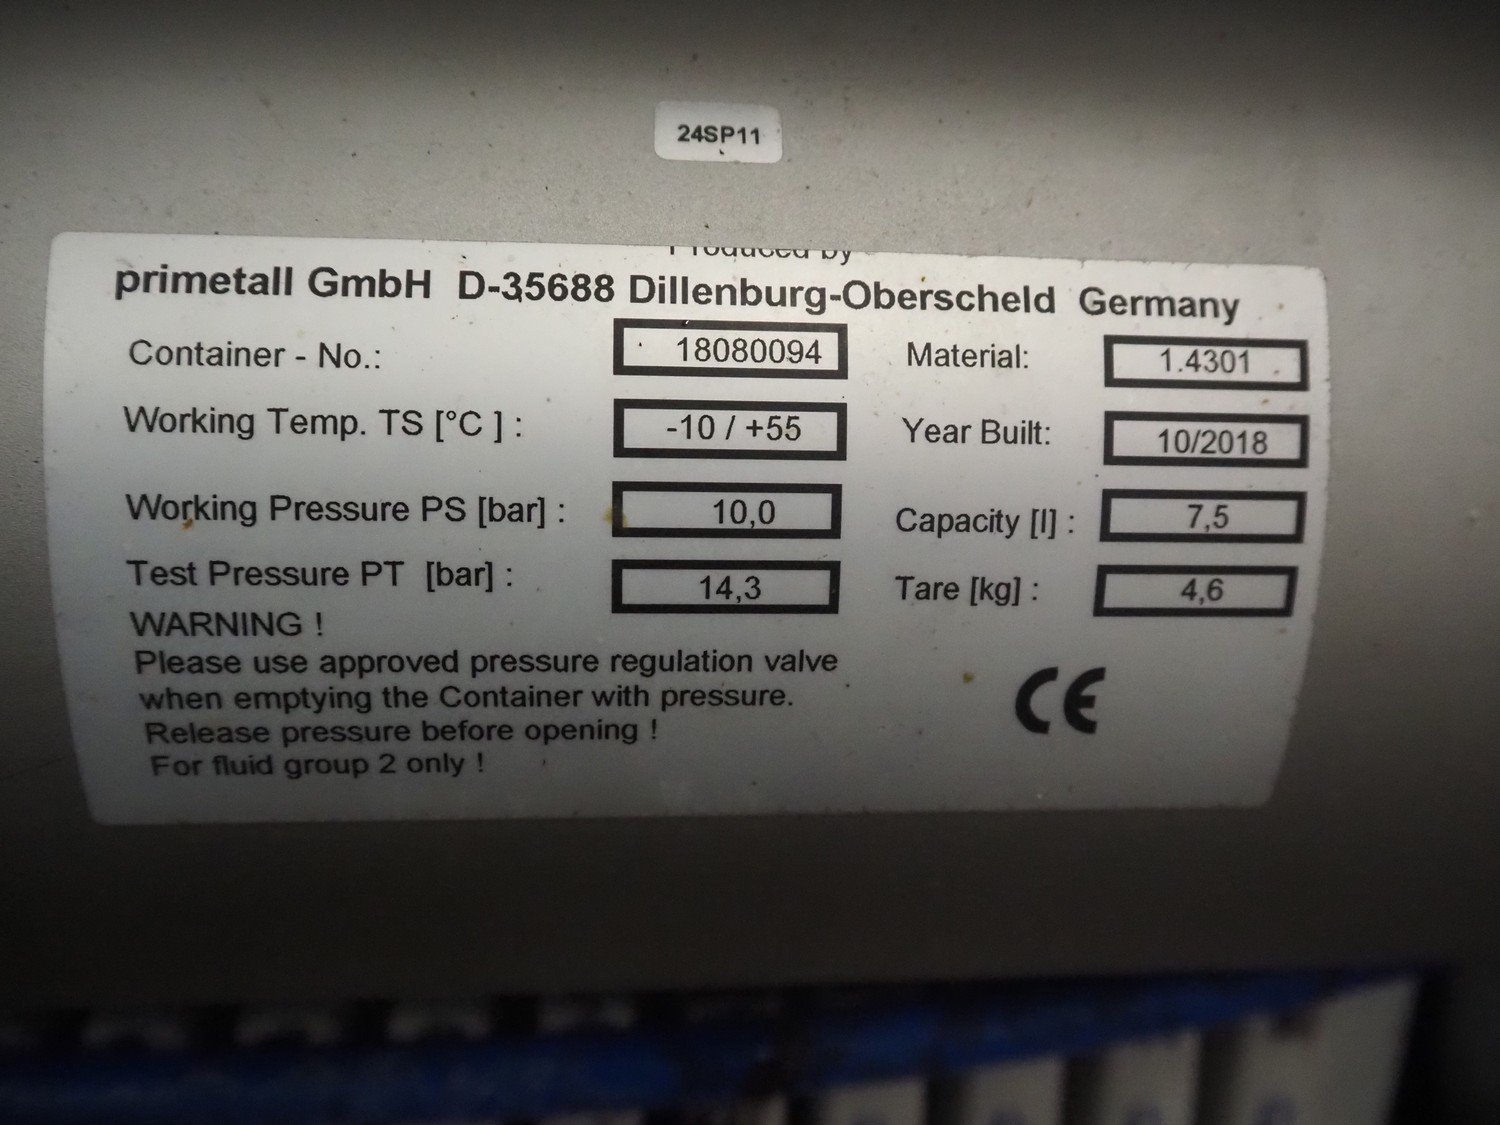 24SP11
Produced by
primetall GmbH D-35688 Dillenburg-Oberscheld Germany
Container - No.: 18080094 Material: 1.4301
Working Temp. TS [°C ] : -10 / +55 Year Built: 10/2018
Working Pressure PS [bar] : 10,0 Capacity [l] : 7,5
Test Pressure PT [bar] : 14,3 Tare [kg] : 4,6
WARNING !
Please use approved pressure regulation valve
when emptying the Container with pressure.
Release pressure before opening !
For fluid group 2 only !
CE